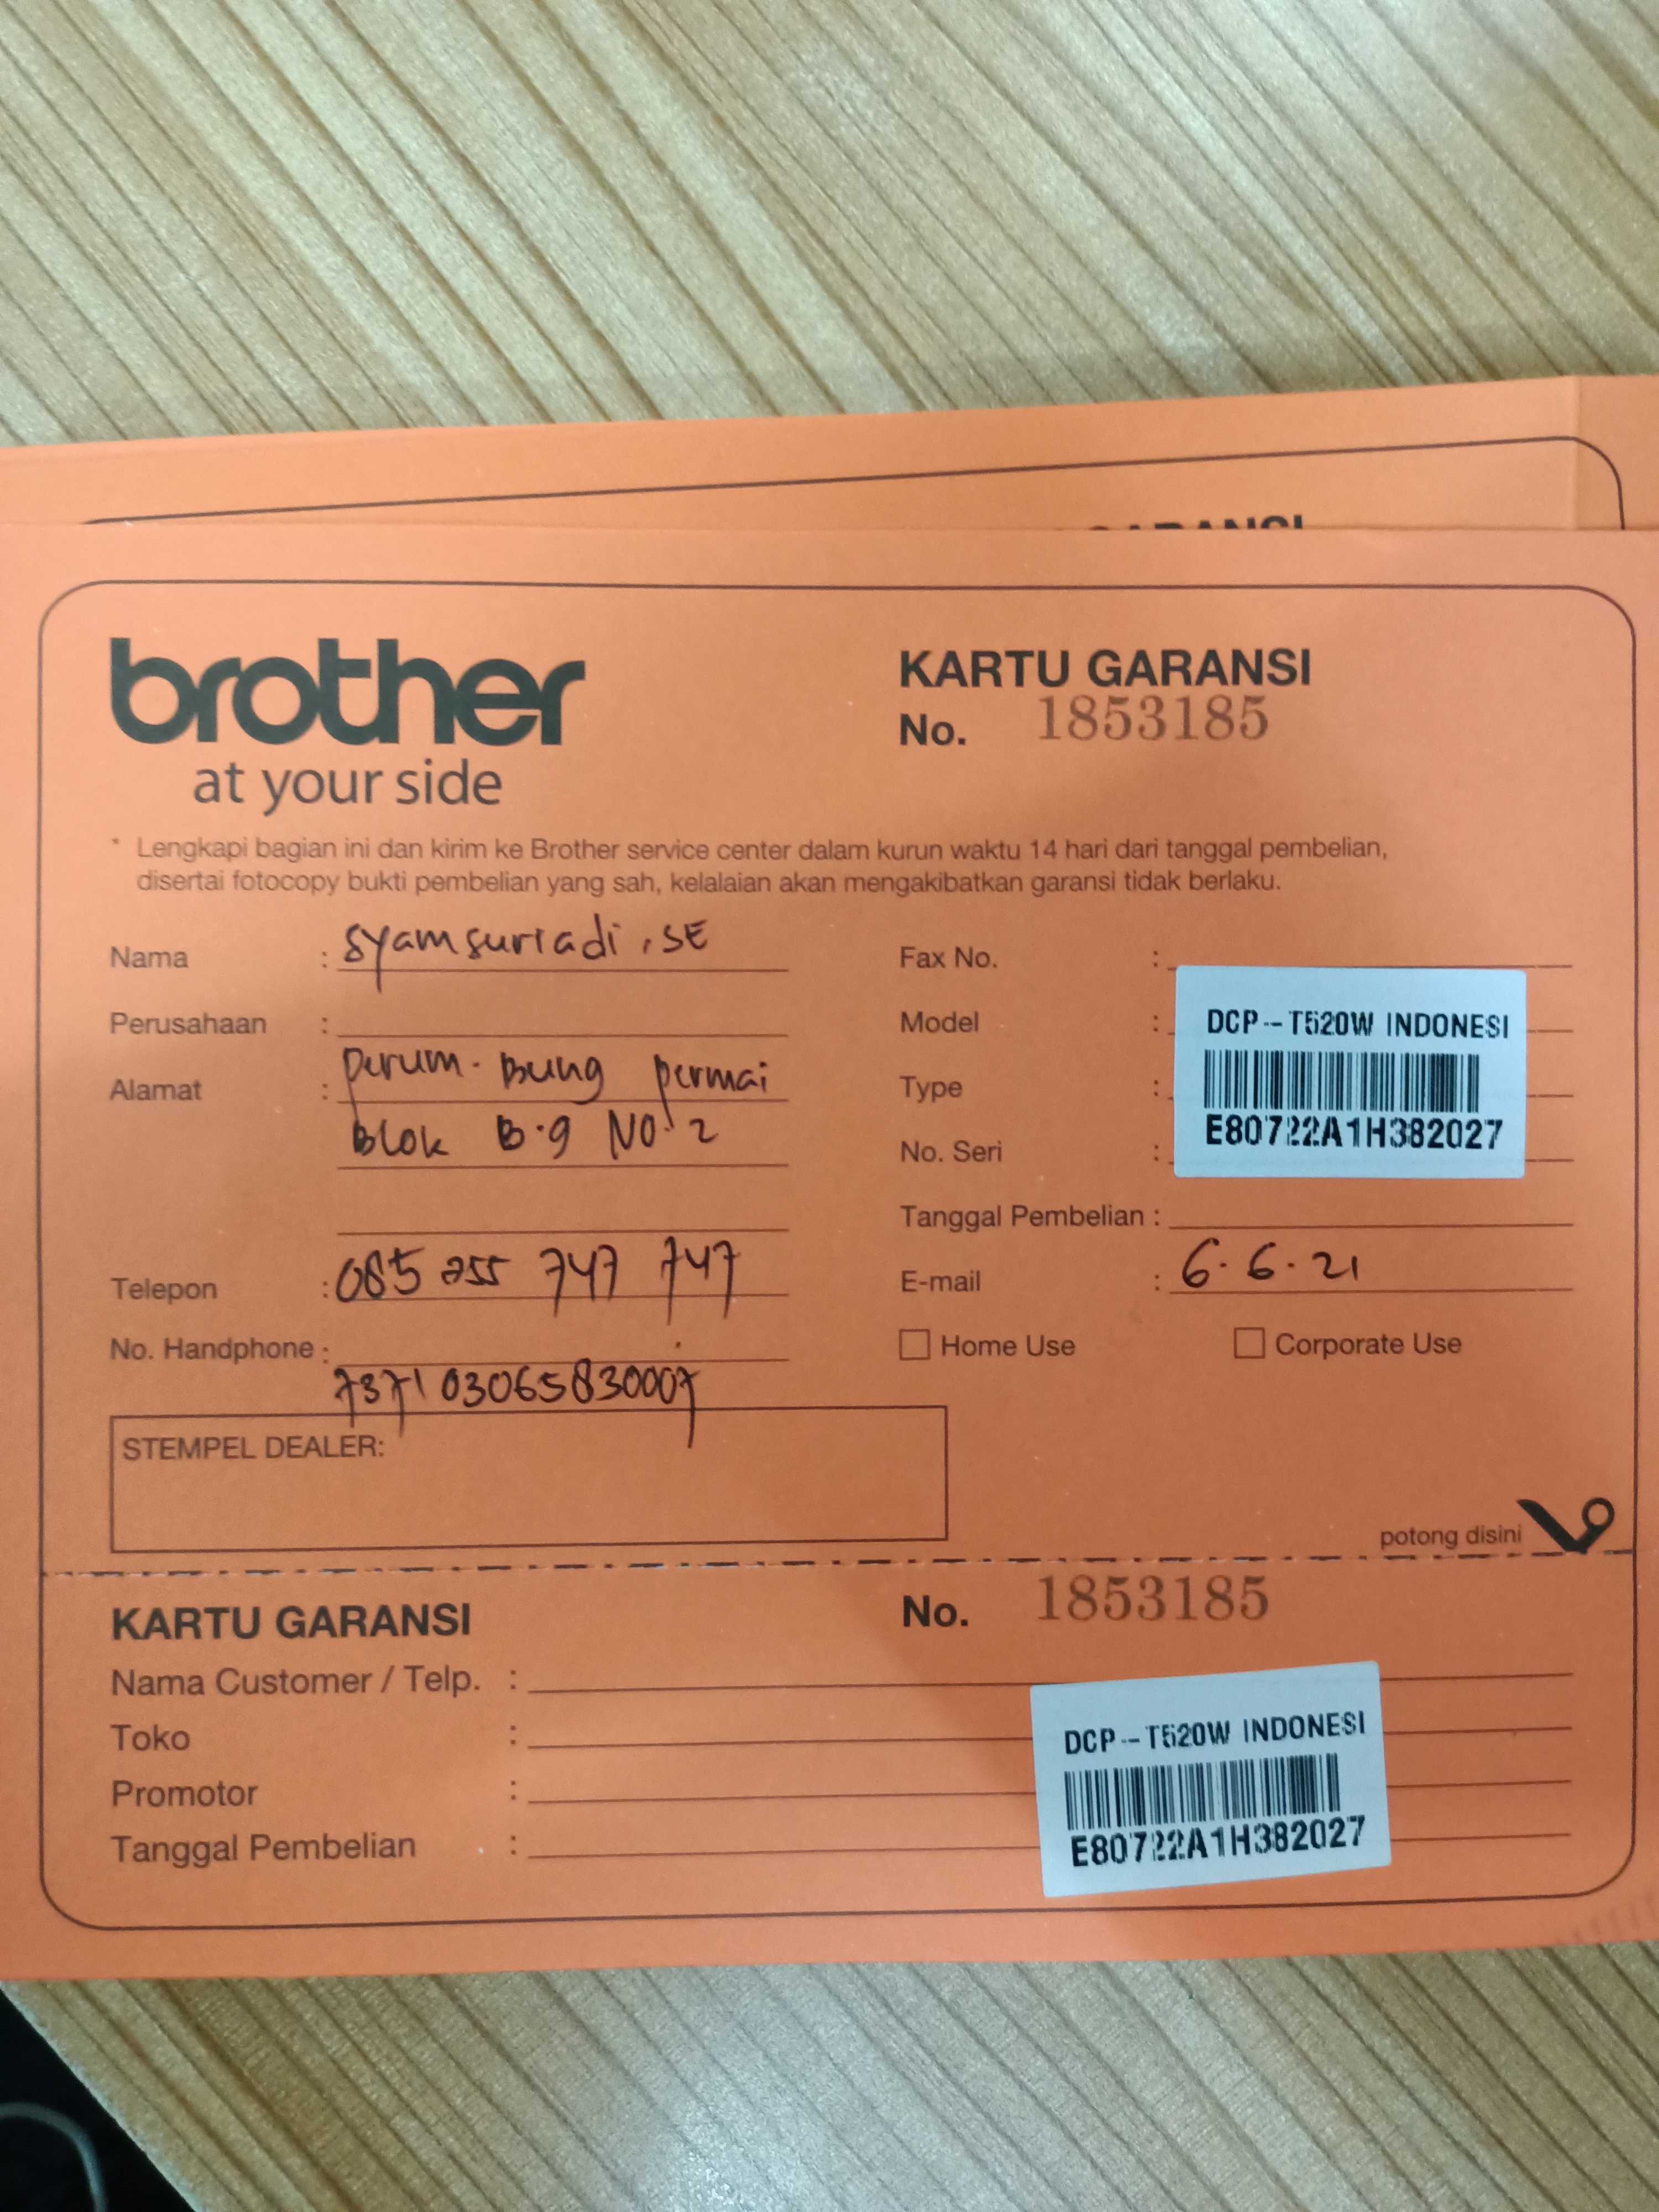 GARANSI
brother
at your side
KARTU GARANSI
No. 1853185
* Lengkapi bagian ini dan kirim ke Brother service center dalam kurun waktu 14 hari dari tanggal pembelian,
disertai fotocopy bukti pembelian yang sah, kelalaian akan mengakibatkan garansi tidak berlaku.
Nama : Syamsuriadi, SE
Perusahaan :
Alamat : Perum. Bung Permai
Blok B.9 NO.2
Telepon : 085 255 747 747
No. Handphone :
737103065830007
Fax No. :
Model : DCP-T520W INDONESI
Type :
No. Seri : E80722A1H382027
Tanggal Pembelian :
E-mail : 6.6.21
Home Use Corporate Use
STEMPEL DEALER:
potong disini
KARTU GARANSI No. 1853185
Nama Customer / Telp. :
Toko :
Promotor :
Tanggal Pembelian :
DCP-T520W INDONESI
E80722A1H382027